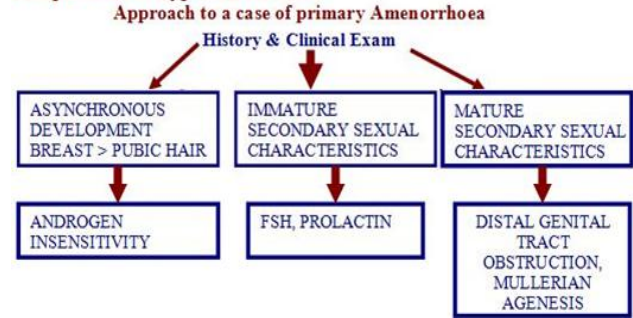 Approach to a case of primary Amenorrhoea
History & Clinical Exam
ASYNCHRONOUS
DEVELOPMENT
BREAST > PUBIC HAIR
IMMATURE
SECONDARY SEXUAL
CHARACTERISTICS
MATURE
SECONDARY SEXUAL
CHARACTERISTICS
ANDROGEN
INSENSITIVITY
FSH, PROLACTIN
DISTAL GENITAL
TRACT
OBSTRUCTION,
MULLERIAN
AGENESIS